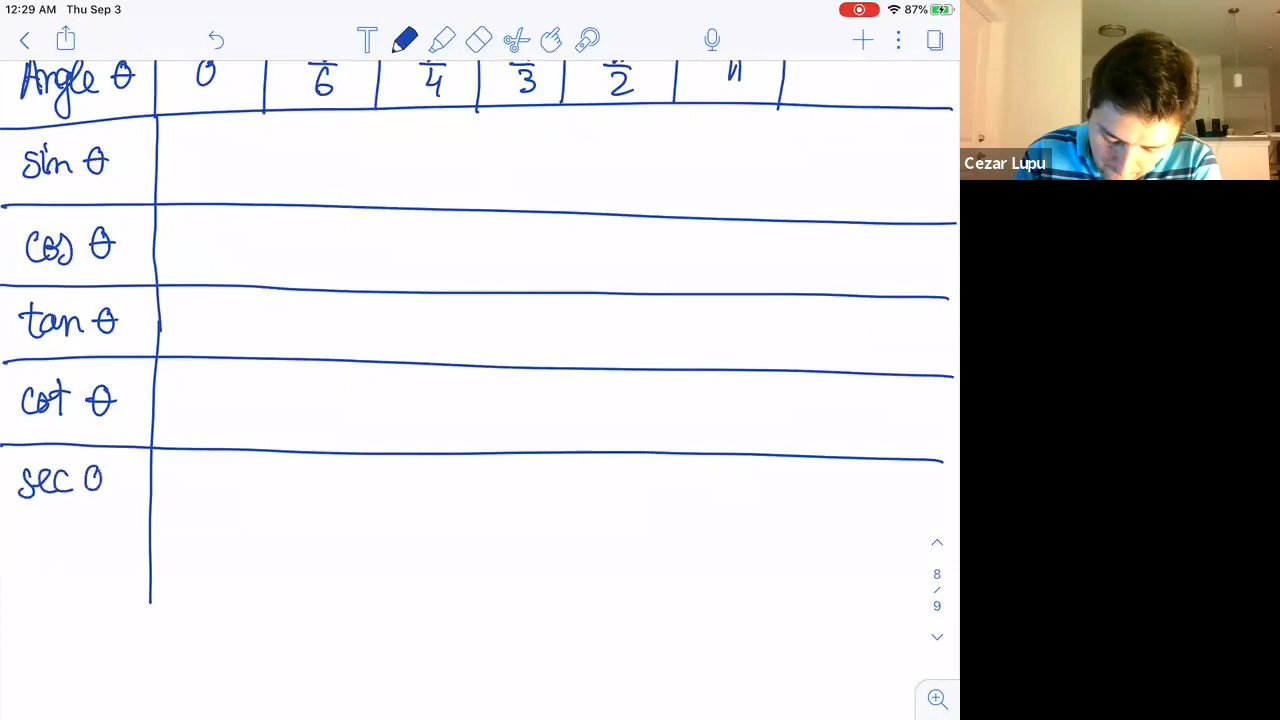 12:29 AM Thu Sep 3
87%
T
Angle θ 0 π/6 π/4 π/3 π/2 π
sin θ
cos θ
tan θ
cot θ
sec θ
8
/
9
Cezar Lupu